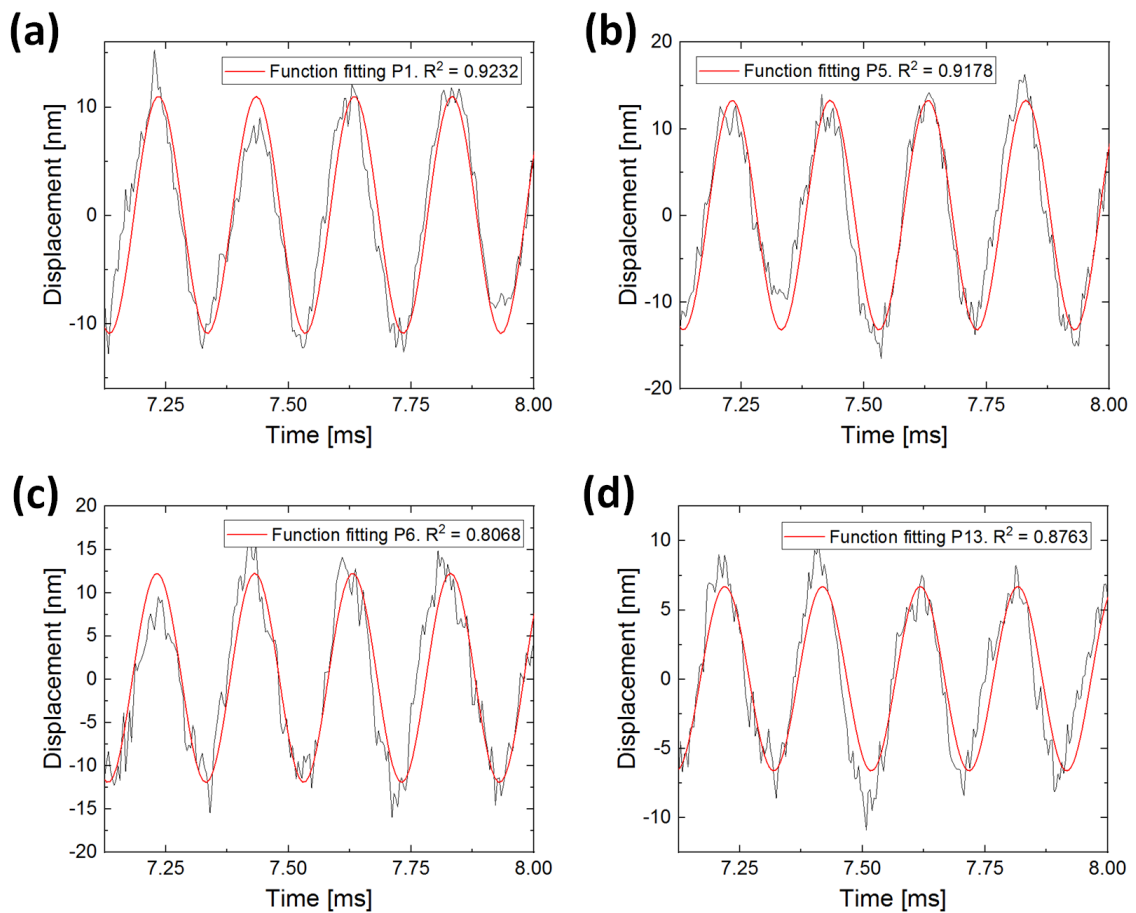 (a)
Function fitting P1. R² = 0.9232
Displacement [nm]
10
0
-10
7.25 7.50 7.75 8.00
Time [ms]
(b)
Function fitting P5. R² = 0.9178
Dispalcement [nm]
20
10
0
-10
-20
7.25 7.50 7.75 8.00
Time [ms]
(c)
Function fitting P6. R² = 0.8068
Displacement [nm]
20
15
10
5
0
-5
-10
-15
-20
7.25 7.50 7.75 8.00
Time [ms]
(d)
Function fitting P13. R² = 0.8763
Displacement [nm]
10
5
0
-5
-10
7.25 7.50 7.75 8.00
Time [ms]